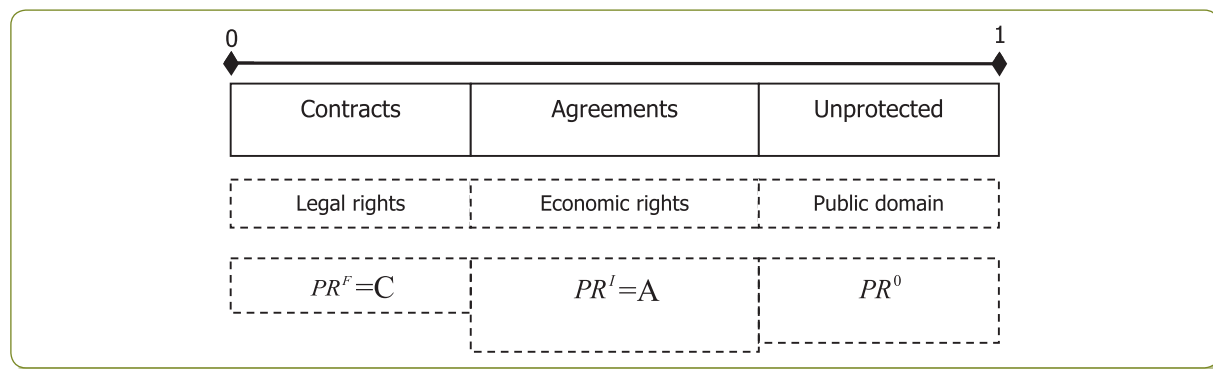 0 1
Contracts Agreements Unprotected
Legal rights Economic rights Public domain
PR^F=C PR^I=A PR^0